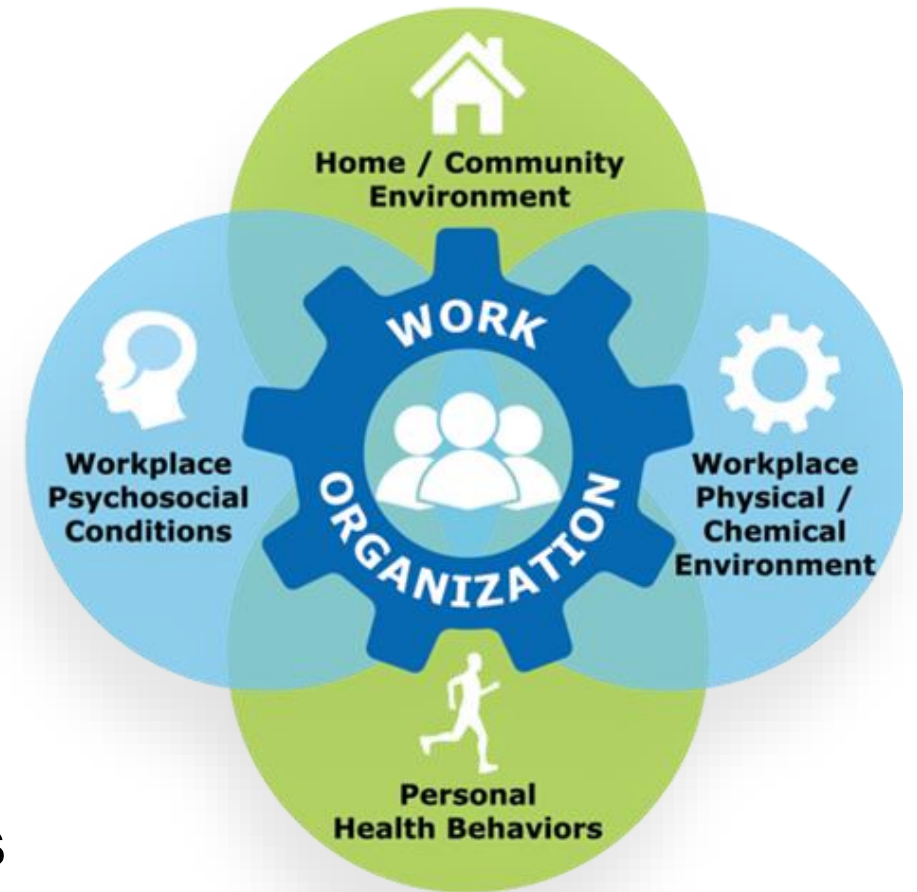 Home / Community
Environment
WORK
ORGANIZATION
Workplace
Psychosocial
Conditions
Workplace
Physical /
Chemical
Environment
Personal
Health Behaviors
s